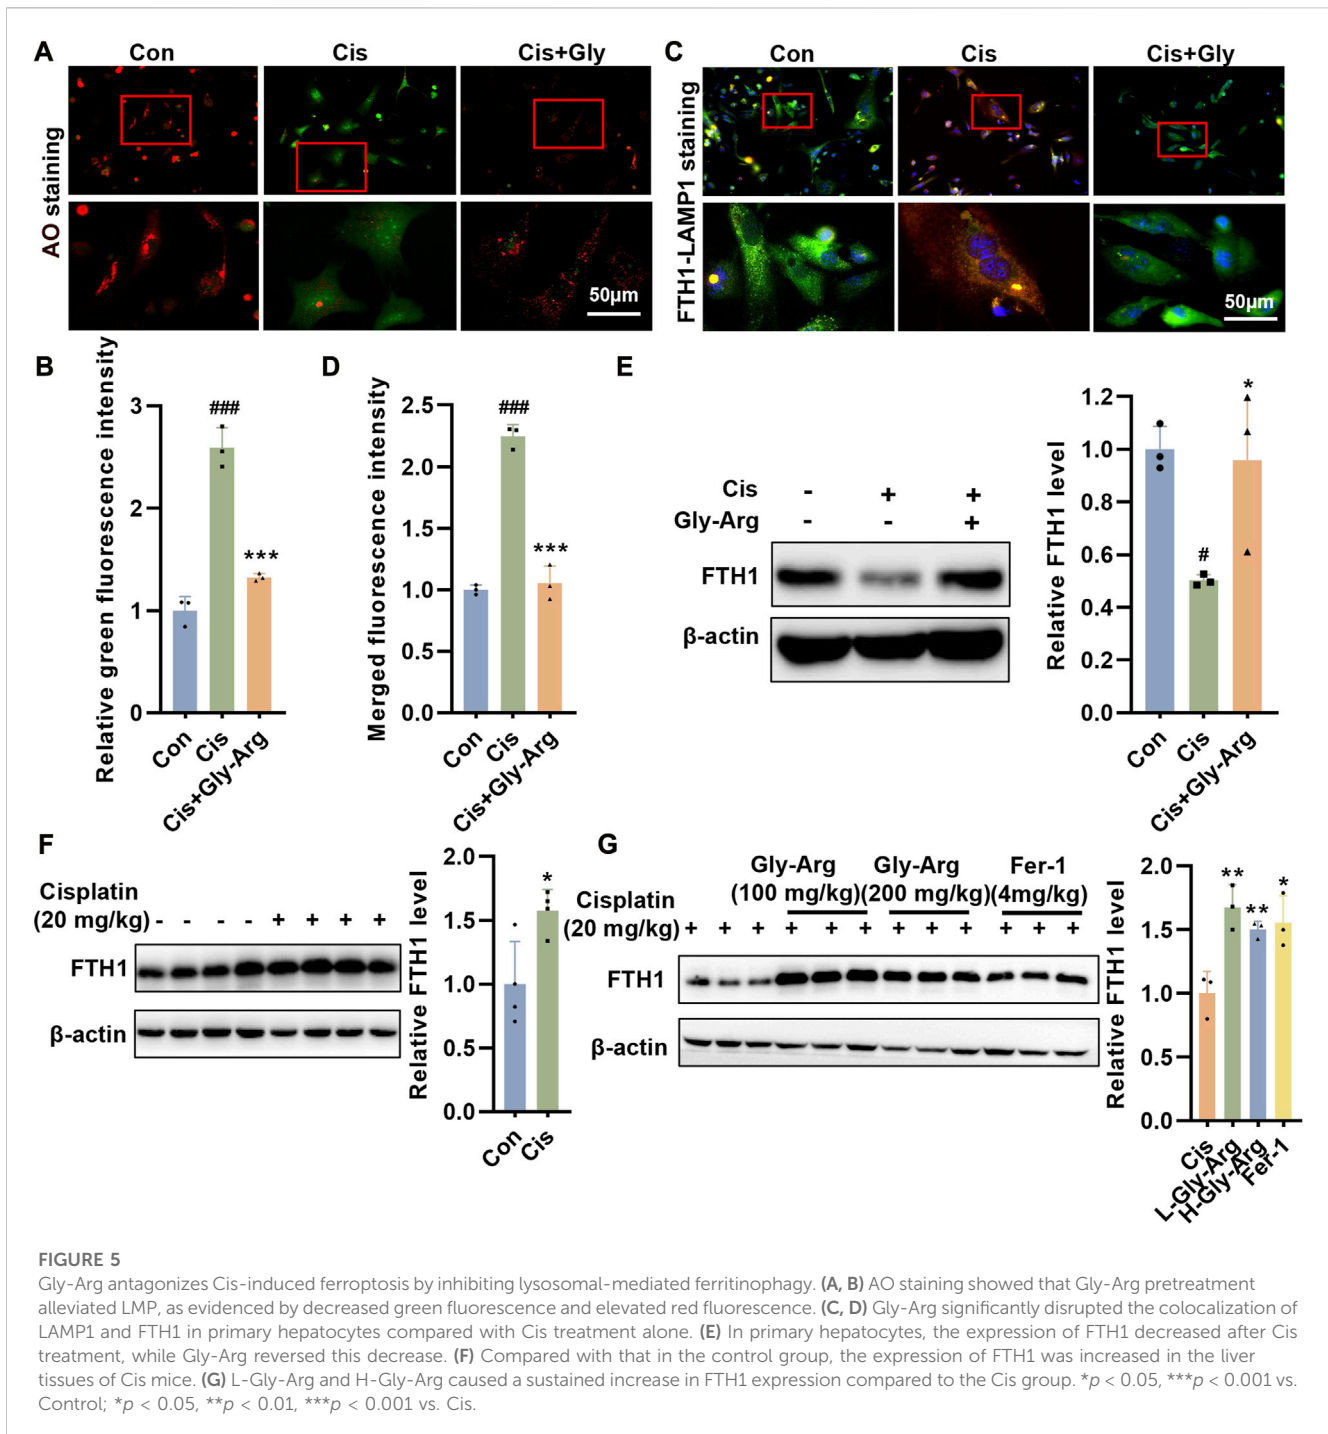 A
Con
Cis
Cis+Gly
AO staining
50μm
C
Con
Cis
Cis+Gly
FTH1-LAMP1 staining
50μm
B
Relative green fluorescence intensity
3
2
1
0
###
***
Con
Cis
Cis+Gly-Arg
D
Merged fluorescence intensity
2.5
2.0
1.5
1.0
0.5
0.0
###
***
Con
Cis
Cis+Gly-Arg
E
Cis - + +
Gly-Arg - - +
FTH1
β-actin
Relative FTH1 level
1.2
1.0
0.8
0.6
0.4
0.2
0.0
#
*
Con
Cis
Cis+Gly-Arg
F
Cisplatin
(20 mg/kg) - - - - + + + +
FTH1
β-actin
Relative FTH1 level
2.0
1.5
1.0
0.5
0.0
*
Con
Cis
G
Gly-Arg Gly-Arg Fer-1
Cisplatin (100 mg/kg) (200 mg/kg) (4mg/kg)
(20 mg/kg) + + + + + + + + + + + +
FTH1
β-actin
Relative FTH1 level
2.0
1.5
1.0
0.5
0.0
**
**
*
Cis
L-Gly-Arg
H-Gly-Arg
Fer-1
FIGURE 5
Gly-Arg antagonizes Cis-induced ferroptosis by inhibiting lysosomal-mediated ferritinophagy. (A, B) AO staining showed that Gly-Arg pretreatment
alleviated LMP, as evidenced by decreased green fluorescence and elevated red fluorescence. (C, D) Gly-Arg significantly disrupted the colocalization of
LAMP1 and FTH1 in primary hepatocytes compared with Cis treatment alone. (E) In primary hepatocytes, the expression of FTH1 decreased after Cis
treatment, while Gly-Arg reversed this decrease. (F) Compared with that in the control group, the expression of FTH1 was increased in the liver
tissues of Cis mice. (G) L-Gly-Arg and H-Gly-Arg caused a sustained increase in FTH1 expression compared to the Cis group. *p < 0.05, ***p < 0.001 vs.
Control; *p < 0.05, **p < 0.01, ***p < 0.001 vs. Cis.